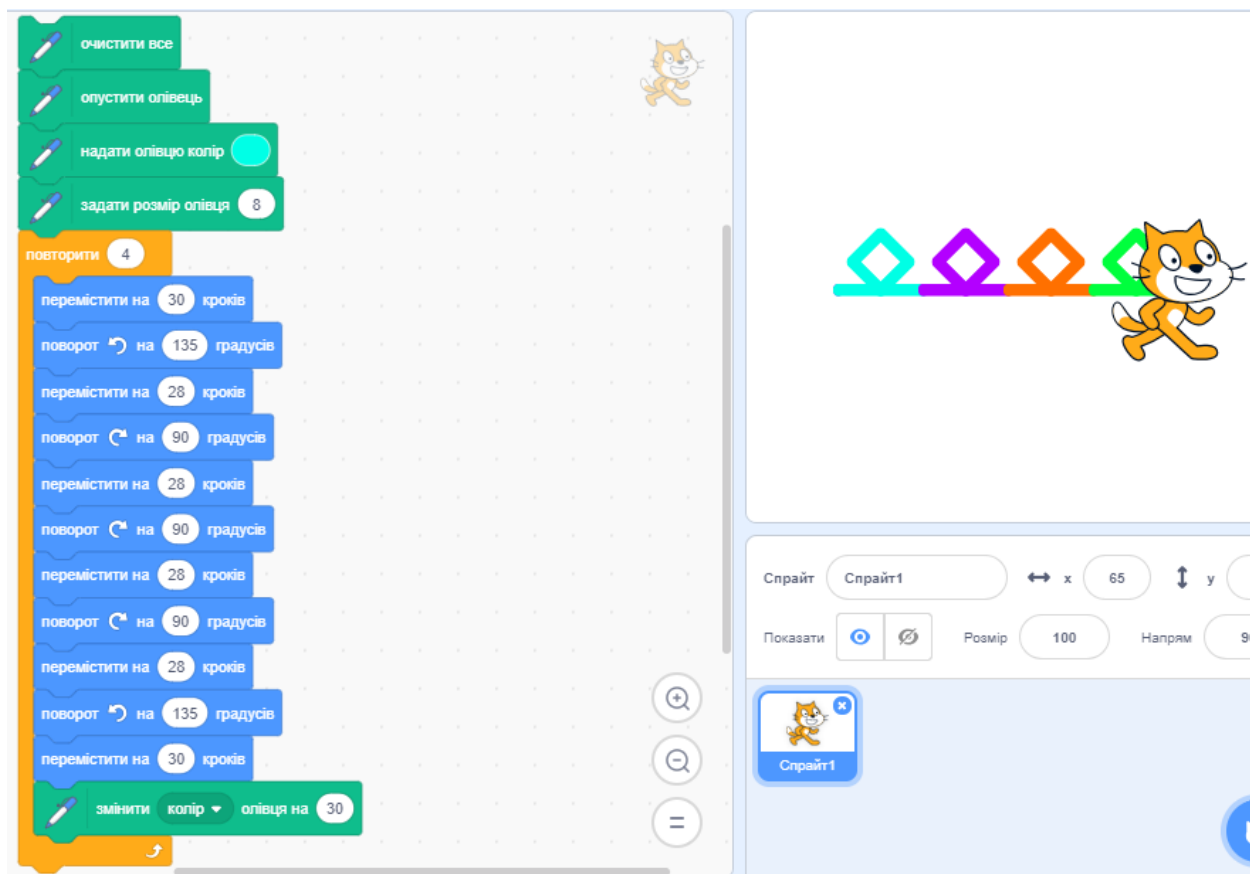 очистити все
опустити олівець
надати олівцю колір
задати розмір олівця 8
повторити 4
перемістити на 30 кроків
поворот на 135 градусів
перемістити на 28 кроків
поворот на 90 градусів
перемістити на 28 кроків
поворот на 90 градусів
перемістити на 28 кроків
поворот на 90 градусів
перемістити на 28 кроків
поворот на 135 градусів
перемістити на 30 кроків
змінити колір олівця на 30
Спрайт Спрайт1 x 65 y
Показати Розмір 100 Напрям
Спрайт1